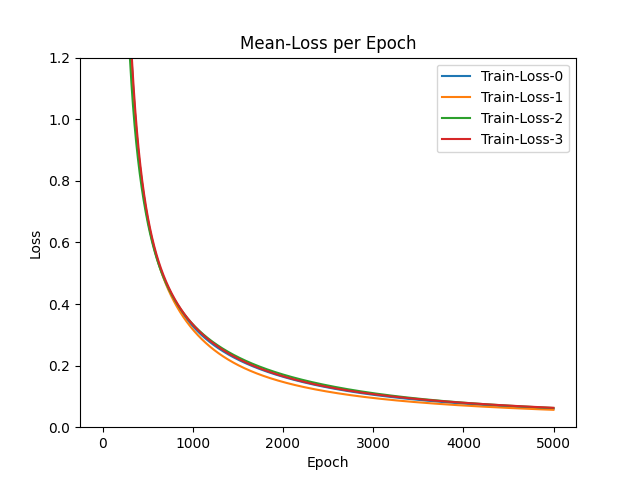 Mean-Loss per Epoch
Train-Loss-0
Train-Loss-1
Train-Loss-2
Train-Loss-3
Loss
1.2
1.0
0.8
0.6
0.4
0.2
0.0
0 1000 2000 3000 4000 5000
Epoch